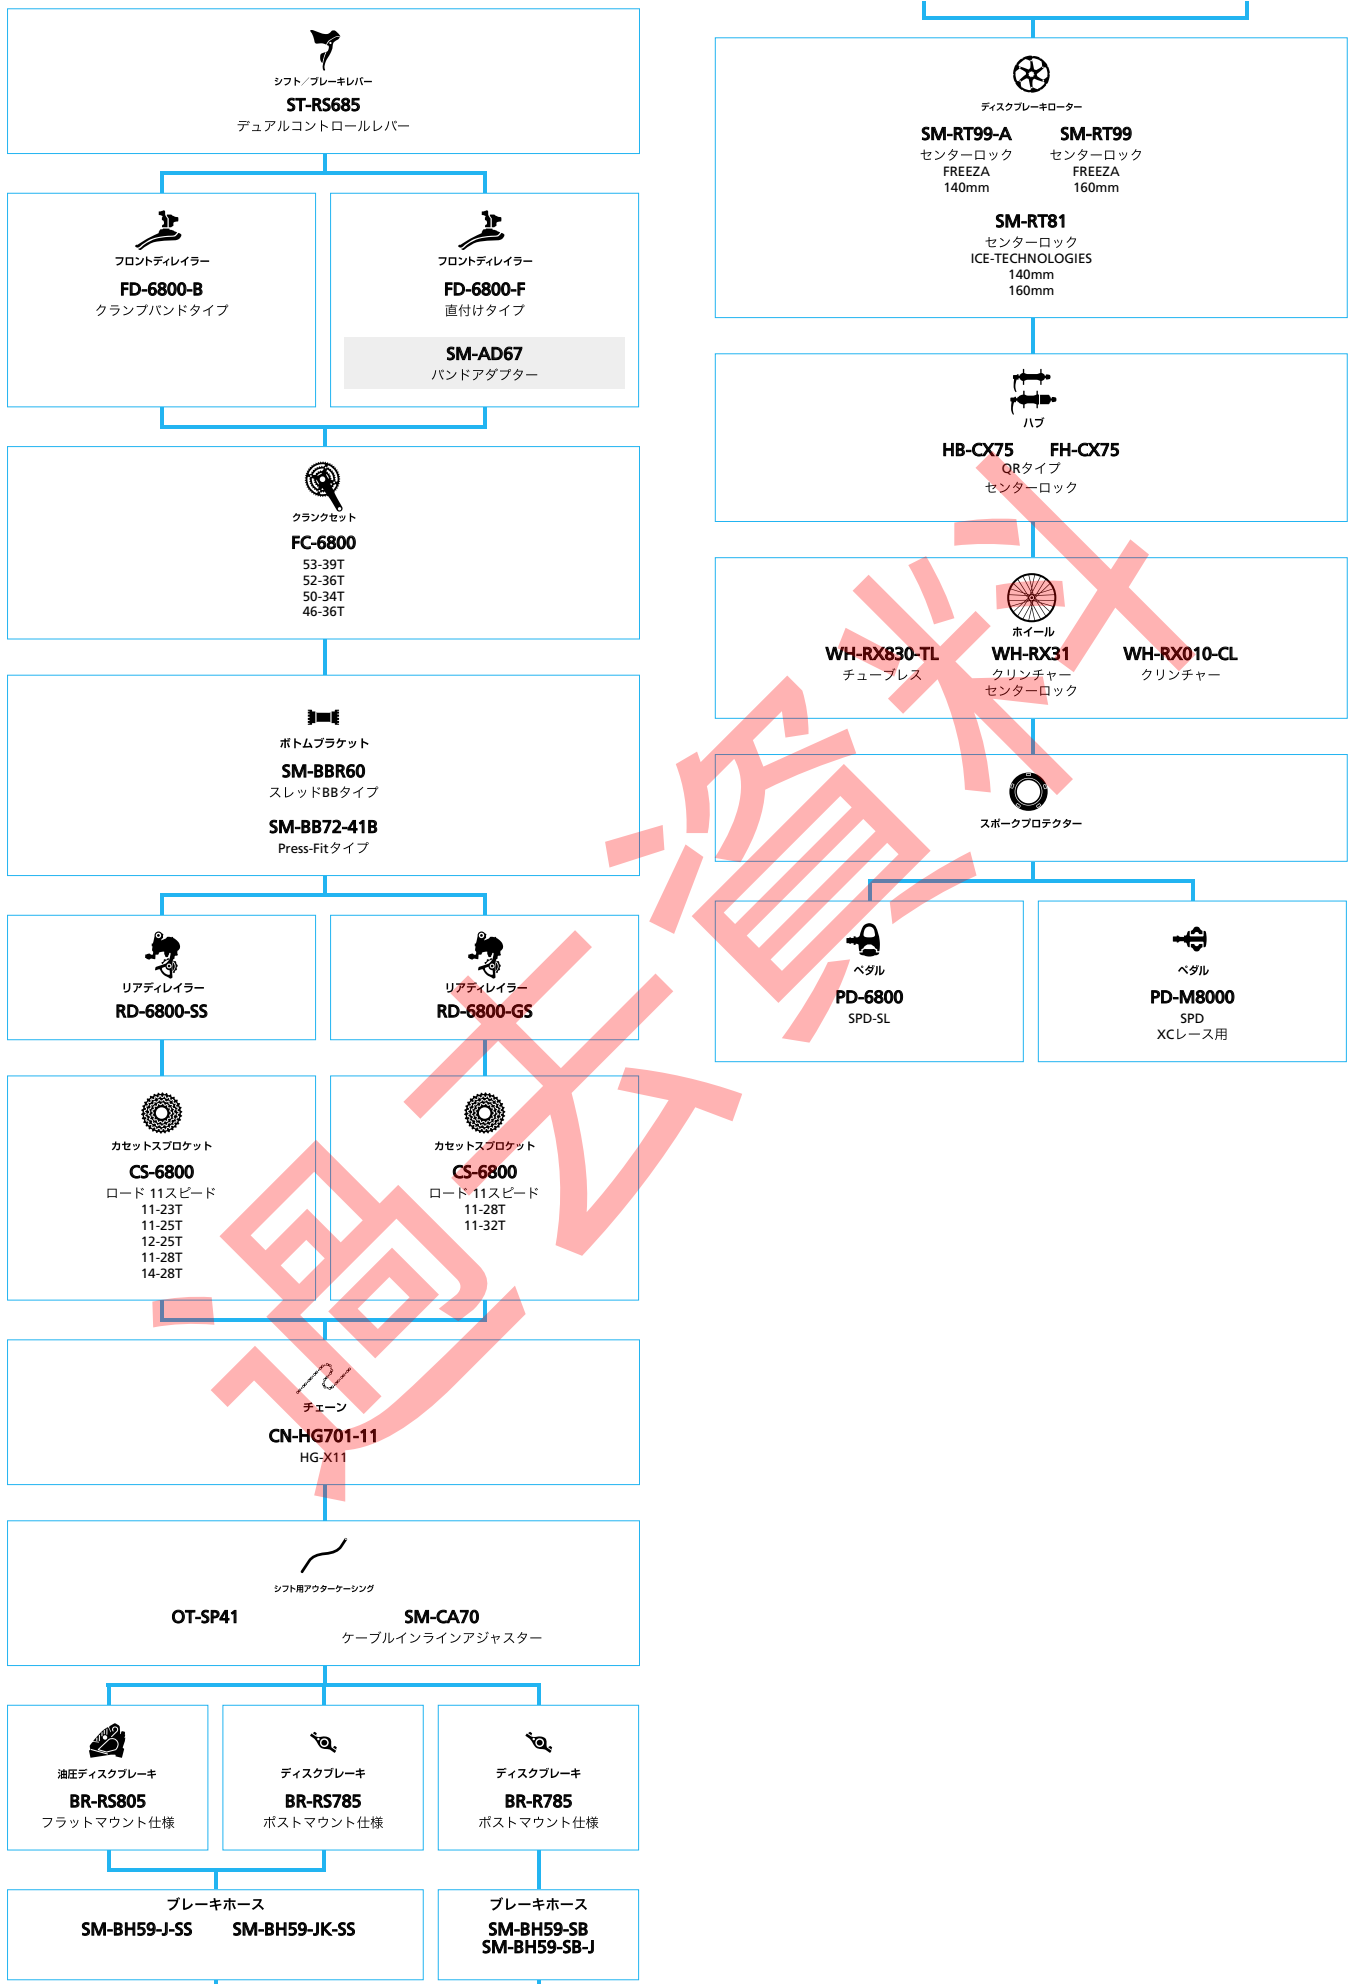 シフト／ブレーキレバー
ST-RS685
デュアルコントロールレバー
フロントディレイラー
FD-6800-B
クランプバンドタイプ
フロントディレイラー
FD-6800-F
直付けタイプ
SM-AD67
バンドアダプター
クランクセット
FC-6800
53-39T
52-36T
50-34T
46-36T
ボトムブラケット
SM-BBR60
スレッドBBタイプ
SM-BB72-41B
Press-Fitタイプ
リアディレイラー
RD-6800-SS
リアディレイラー
RD-6800-GS
カセットスプロケット
CS-6800
ロード 11スピード
11-23T
11-25T
12-25T
11-28T
14-28T
カセットスプロケット
CS-6800
ロード 11スピード
11-28T
11-32T
チェーン
CN-HG701-11
HG-X11
シフト用アウターケーシング
OT-SP41
SM-CA70
ケーブルインラインアジャスター
油圧ディスクブレーキ
BR-RS805
フラットマウント仕様
ディスクブレーキ
BR-RS785
ポストマウント仕様
ディスクブレーキ
BR-R785
ポストマウント仕様
ブレーキホース
SM-BH59-J-SS SM-BH59-JK-SS
ブレーキホース
SM-BH59-SB
SM-BH59-SB-J
ディスクブレーキローター
SM-RT99-A
センターロック
FREEZA
140mm
SM-RT99
センターロック
FREEZA
160mm
SM-RT81
センターロック
ICE-TECHNOLOGIES
140mm
160mm
ハブ
HB-CX75 FH-CX75
QRタイプ
センターロック
ホイール
WH-RX830-TL
チューブレス
WH-RX31
クリンチャー
センターロック
WH-RX010-CL
クリンチャー
スポークプロテクター
ペダル
PD-6800
SPD-SL
ペダル
PD-M8000
SPD
XCレース用
過去資料